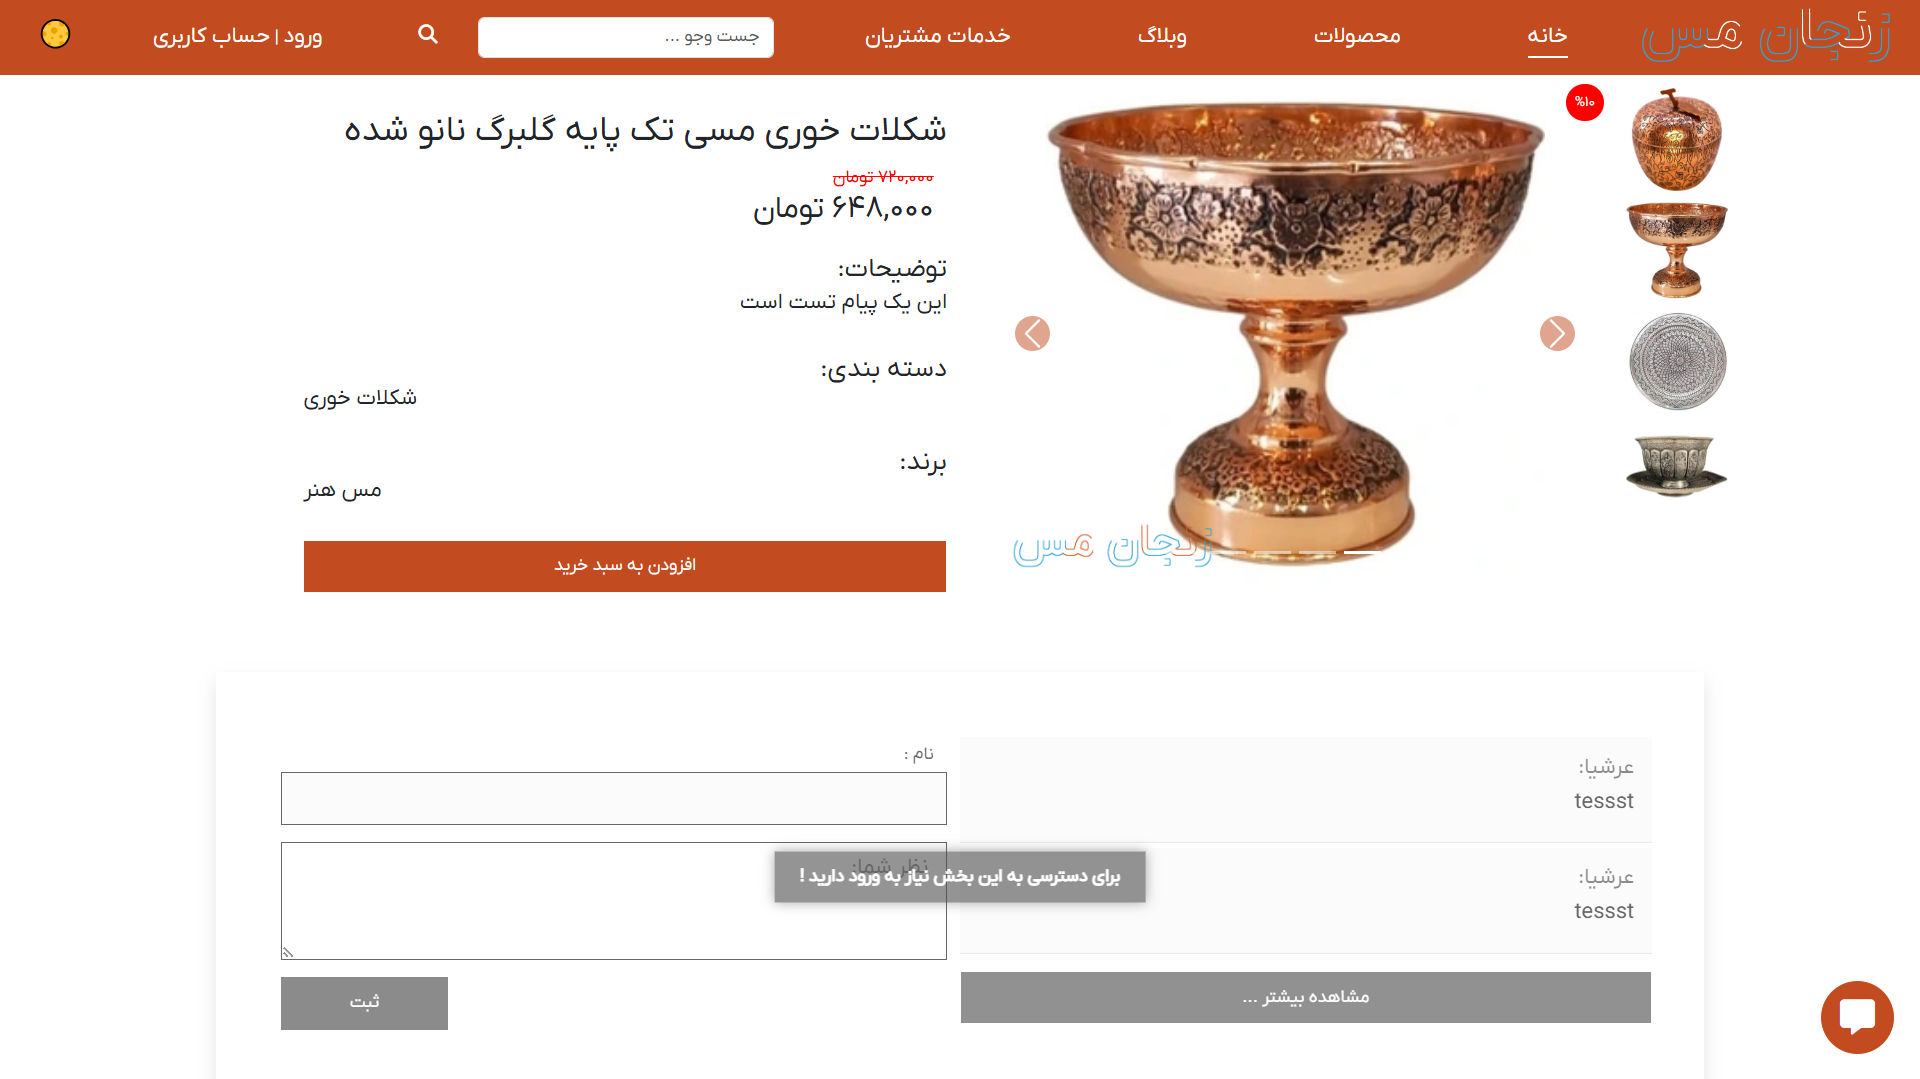 زنجان مس
خانه
محصولات
وبلاگ
خدمات مشتریان
جست وجو ...
ورود | حساب کاربری
%۱۰
شکلات خوری مسی تک پایه گلبرگ نانو شده
۷۲۰,۰۰۰ تومان
۶۴۸,۰۰۰ تومان
توضیحات:
این یک پیام تست است
دسته بندی:
شکلات خوری
برند:
مس هنر
افزودن به سبد خرید
زنجان مس
عرشیا:
tessst
عرشیا:
tessst
مشاهده بیشتر ...
نام :
نظر شما:
برای دسترسی به این بخش نیاز به ورود دارید !
ثبت